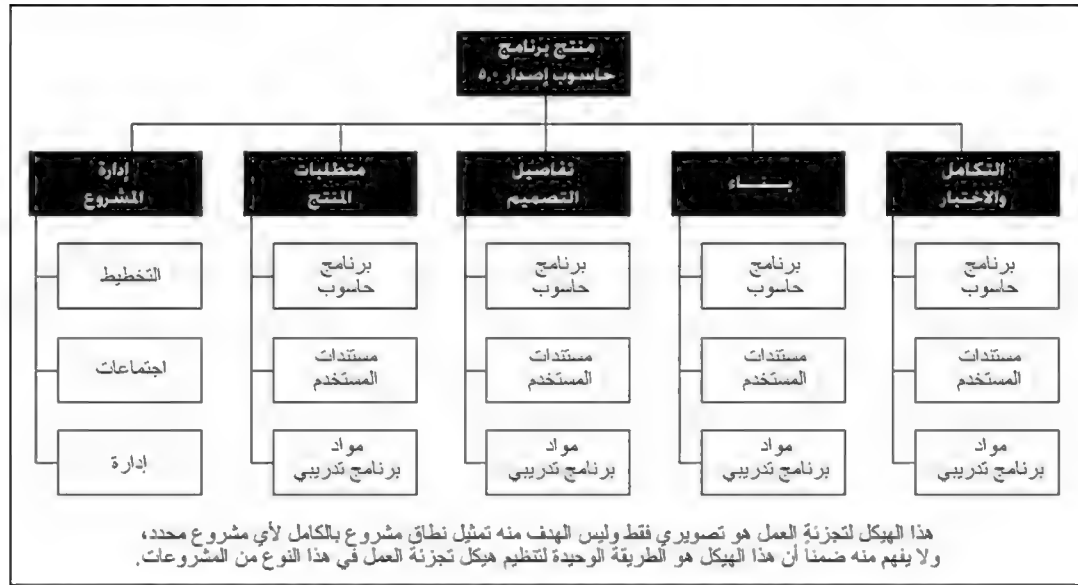 منتج برنامج
حاسوب إصدار ٥,٠
إدارة
المشروع
متطلبات
المنتج
تفاصيل
التصميم
بـنـــاء
التكامل
والاختبار
التخطيط
برنامج
حاسوب
برنامج
حاسوب
برنامج
حاسوب
برنامج
حاسوب
اجتماعات
مستندات
المستخدم
مستندات
المستخدم
مستندات
المستخدم
مستندات
المستخدم
إدارة
مواد
برنامج تدريبي
مواد
برنامج تدريبي
مواد
برنامج تدريبي
مواد
برنامج تدريبي
هذا الهيكل لتجزئة العمل هو تصويري فقط وليس الهدف منه تمثيل نطاق مشروع بالكامل لأي مشروع محدد،
ولا يفهم منه ضمناً أن هذا الهيكل هو الطريقة الوحيدة لتنظيم هيكل تجزئة العمل في هذا النوع من المشروعات.